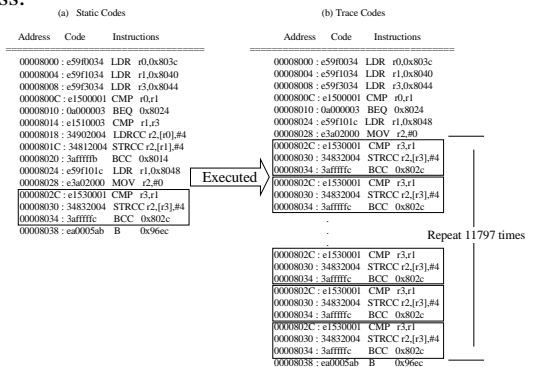 ss.
(a) Static Codes
Address Code Instructions
00008000 : e59f0034 LDR r0,0x803c
00008004 : e59f1034 LDR r1,0x8040
00008008 : e59f3034 LDR r3,0x8044
0000800C : e1500001 CMP r0,r1
00008010 : 0a000003 BEQ 0x8024
00008014 : e1510003 CMP r1,r3
00008018 : 34902004 LDRCC r2,[r0],#4
0000801C : 34812004 STRCC r2,[r1],#4
00008020 : 3afffffb BCC 0x8014
00008024 : e59f101c LDR r1,0x8048
00008028 : e3a02000 MOV r2,#0
0000802C : e1530001 CMP r3,r1
00008030 : 34832004 STRCC r2,[r3],#4
00008034 : 3afffffc BCC 0x802c
00008038 : ea0005ab B 0x96ec
Executed
(b) Trace Codes
Address Code Instructions
00008000 : e59f0034 LDR r0,0x803c
00008004 : e59f1034 LDR r1,0x8040
00008008 : e59f3034 LDR r3,0x8044
0000800C : e1500001 CMP r0,r1
00008010 : 0a000003 BEQ 0x8024
00008024 : e59f101c LDR r1,0x8048
00008028 : e3a02000 MOV r2,#0
0000802C : e1530001 CMP r3,r1
00008030 : 34832004 STRCC r2,[r3],#4
00008034 : 3afffffc BCC 0x802c
0000802C : e1530001 CMP r3,r1
00008030 : 34832004 STRCC r2,[r3],#4
00008034 : 3afffffc BCC 0x802c
.
.
.
Repeat 11797 times
0000802C : e1530001 CMP r3,r1
00008030 : 34832004 STRCC r2,[r3],#4
00008034 : 3afffffc BCC 0x802c
0000802C : e1530001 CMP r3,r1
00008030 : 34832004 STRCC r2,[r3],#4
00008034 : 3afffffc BCC 0x802c
0000802C : e1530001 CMP r3,r1
00008030 : 34832004 STRCC r2,[r3],#4
00008034 : 3afffffc BCC 0x802c
00008038 : ea0005ab B 0x96ec